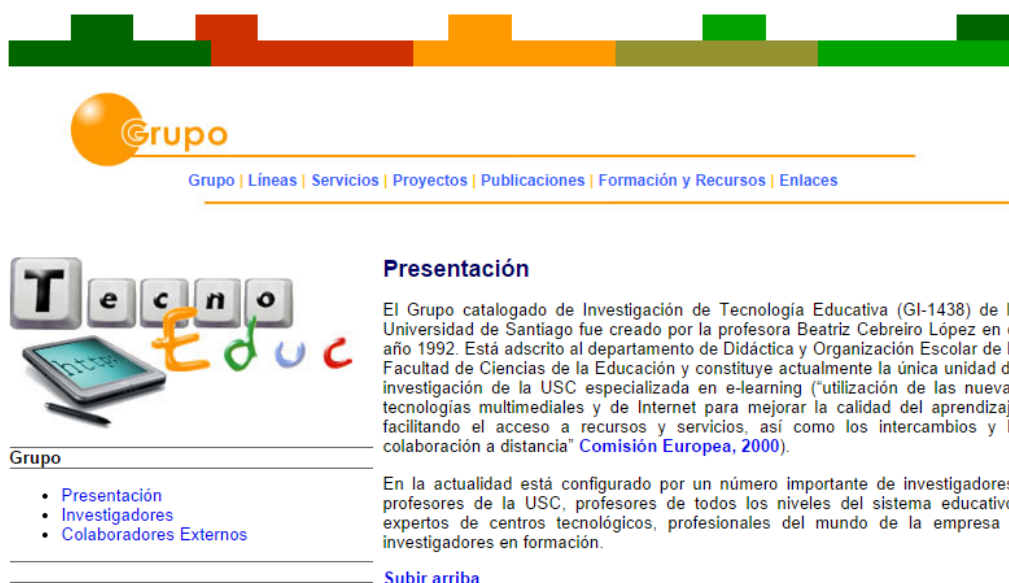 Grupo
Grupo | Líneas | Servicios | Proyectos | Publicaciones | Formación y Recursos | Enlaces
Tecno
Educ
http:
Grupo
Presentación
Investigadores
Colaboradores Externos
Presentación
El Grupo catalogado de Investigación de Tecnología Educativa (GI-1438) de
Universidad de Santiago fue creado por la profesora Beatriz Cebreiro López en
año 1992. Está adscrito al departamento de Didáctica y Organización Escolar de
Facultad de Ciencias de la Educación y constituye actualmente la única unidad
investigación de la USC especializada en e-learning (“utilización de las
tecnologías multimediales y de Internet para mejorar la calidad del
facilitando el acceso a recursos y servicios, así como los intercambios y
colaboración a distancia” Comisión Europea, 2000).
En la actualidad está configurado por un número importante de
profesores de la USC, profesores de todos los niveles del sistema
expertos de centros tecnológicos, profesionales del mundo de la empresa
investigadores en formación.
Subir arriba